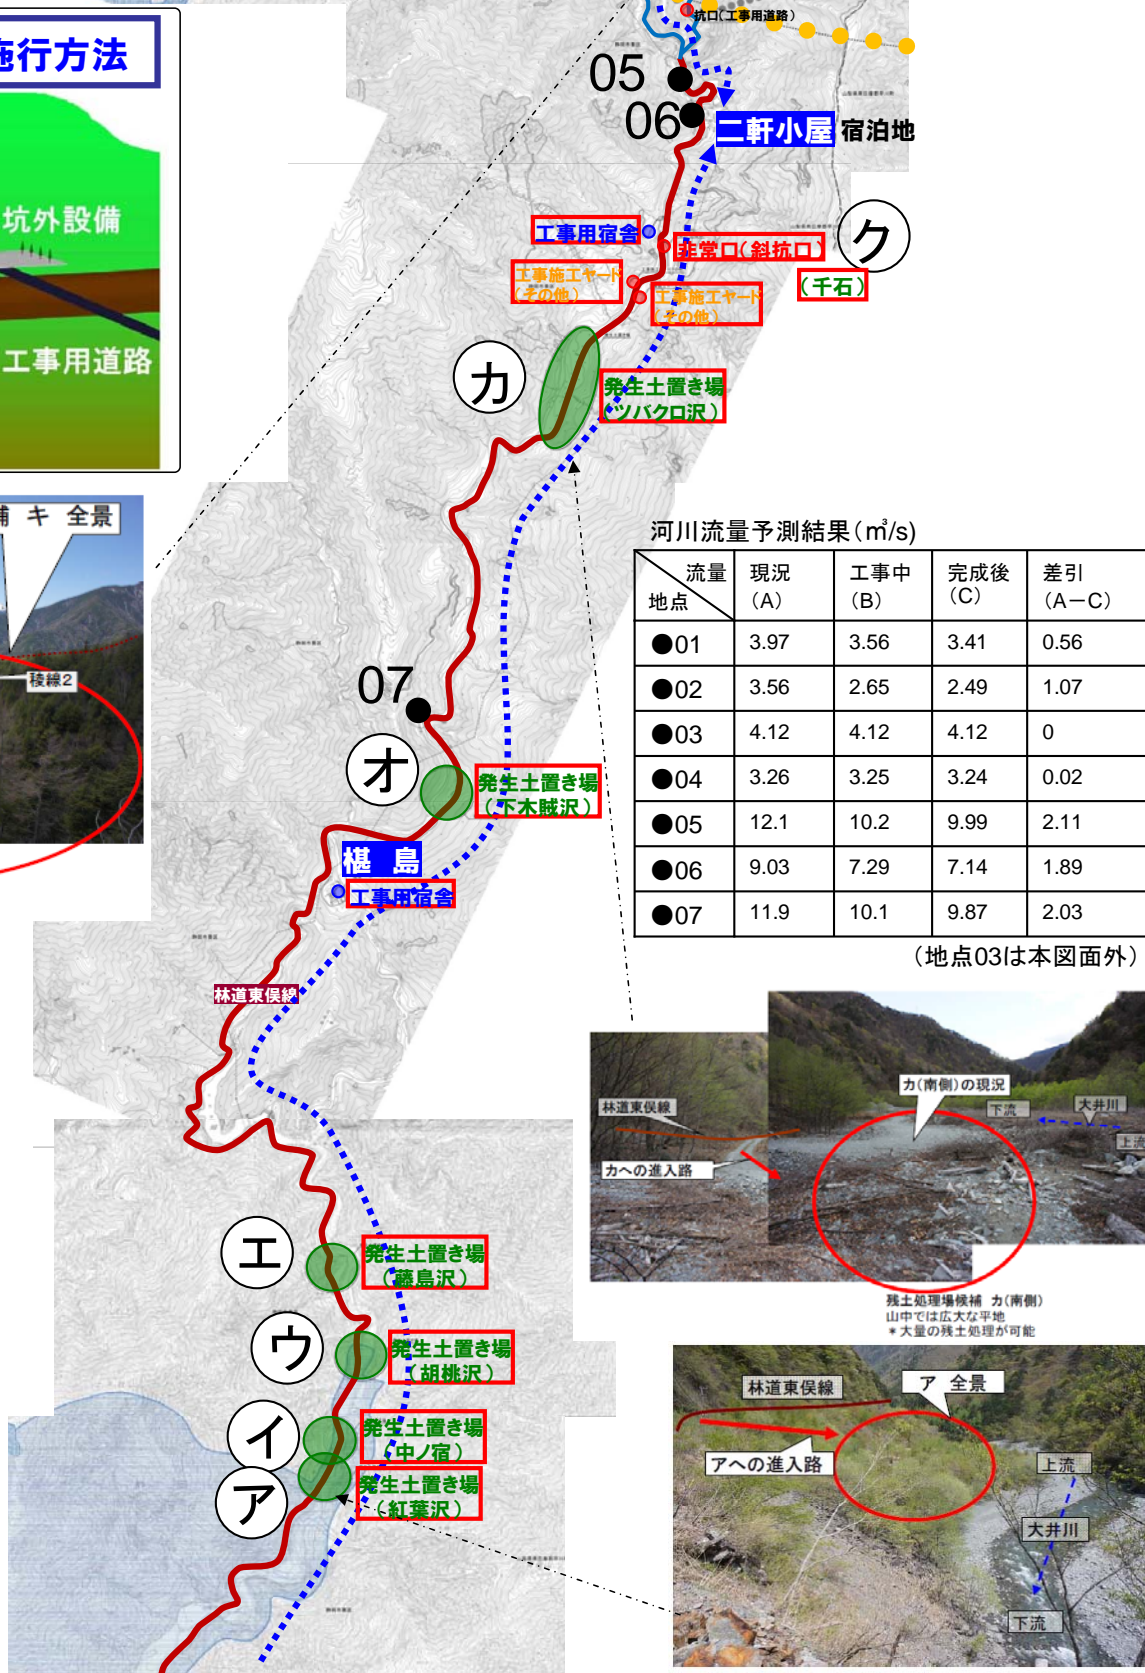 施行方法
坑外設備
工事用道路
補 キ 全景
稜線2
抗口(工事用道路)
05
06
二軒小屋 宿泊地
工事用宿舎
非常口(斜坑口)
ク
(千石)
工事施工ヤード
(その他)
工事施工ヤード
(その他)
カ
発生土置き場
(ツバクロ沢)
07
オ
発生土置き場
(下木賊沢)
椹 島
工事用宿舎
林道東俣線
エ
発生土置き場
(藤島沢)
ウ
発生土置き場
(胡桃沢)
イ
発生土置き場
(中ノ宿)
ア
発生土置き場
(紅葉沢)
河川流量予測結果(㎥/s)
流量 現況 工事中 完成後 差引
地点 (A) (B) (C) (A-C)
●01 3.97 3.56 3.41 0.56
●02 3.56 2.65 2.49 1.07
●03 4.12 4.12 4.12 0
●04 3.26 3.25 3.24 0.02
●05 12.1 10.2 9.99 2.11
●06 9.03 7.29 7.14 1.89
●07 11.9 10.1 9.87 2.03
(地点03は本図面外)
カ(南側)の現況
林道東俣線
下流
大井川
上流
カへの進入路
残土処理場候補 カ(南側)
山中では広大な平地
*大量の残土処理が可能
林道東俣線
ア 全景
アへの進入路
上流
大井川
下流